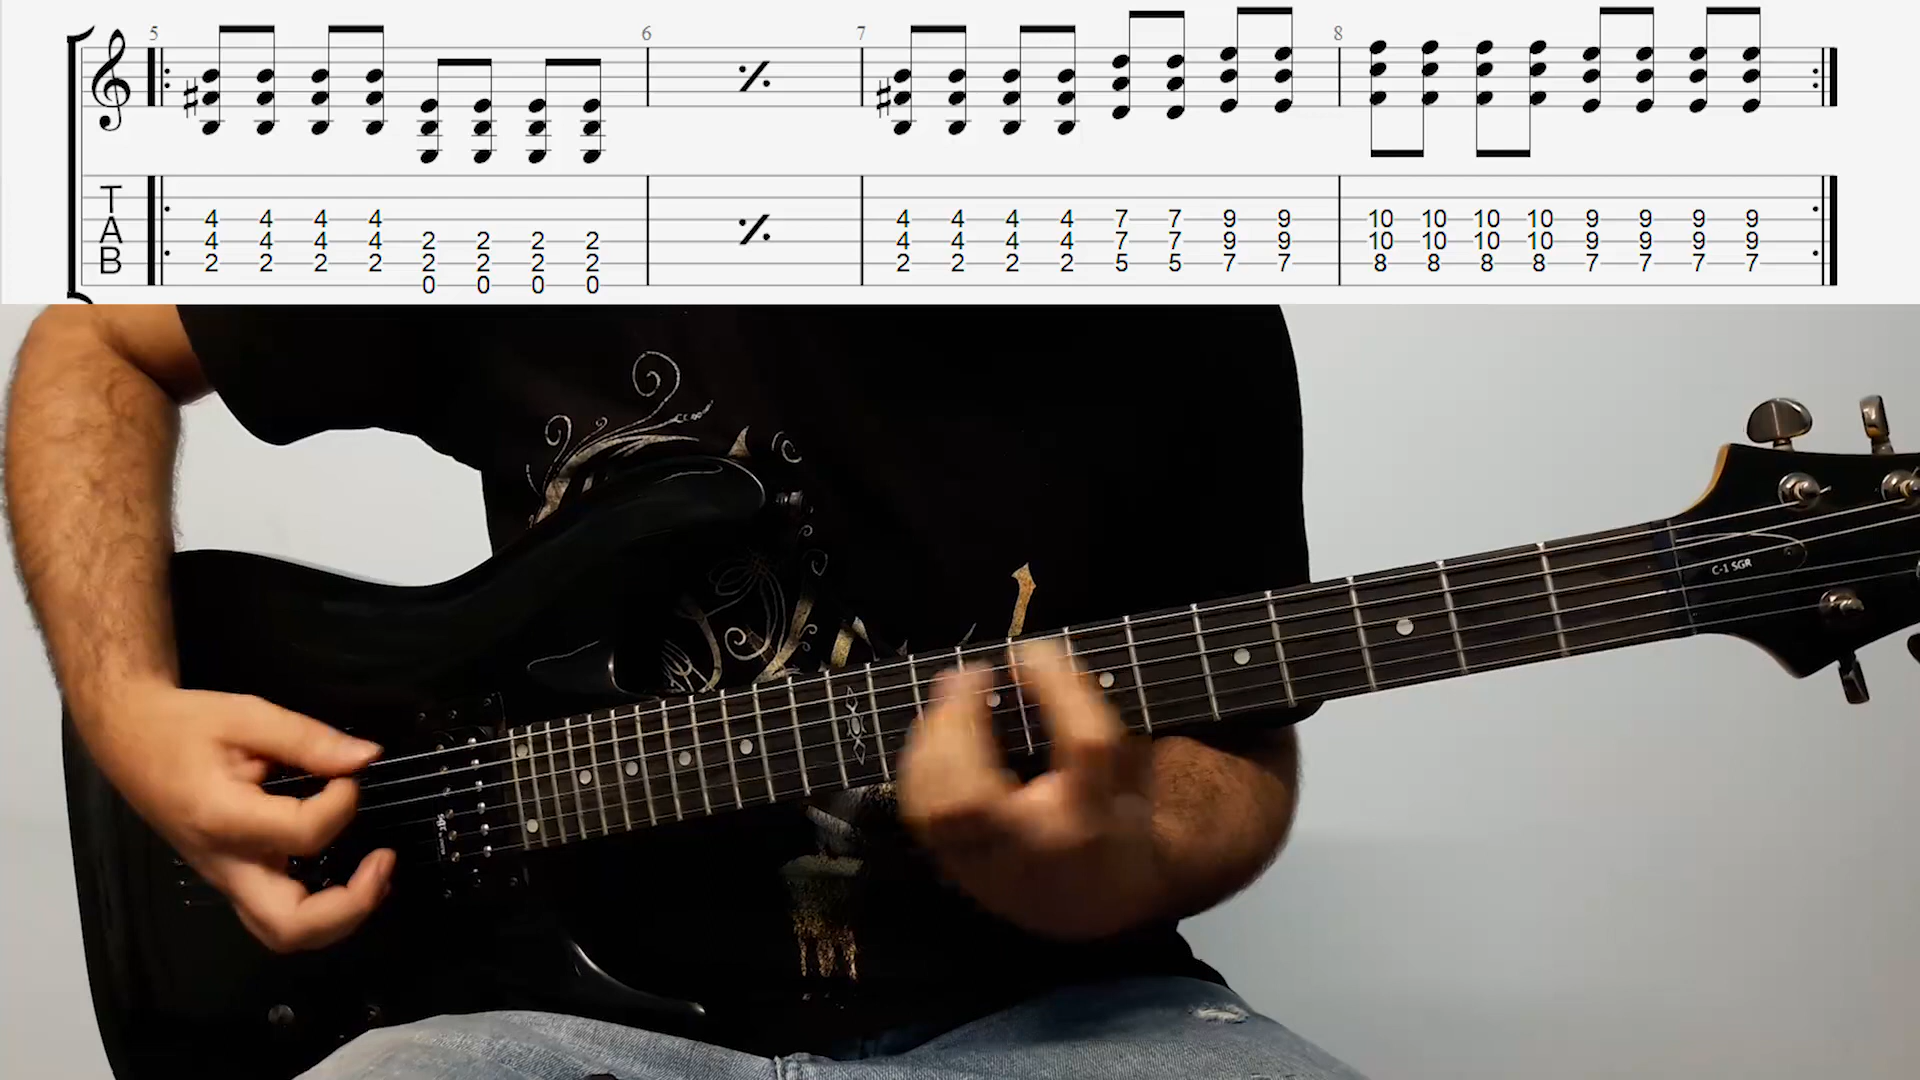 5 6 7 8
T
A
B
4 4 4 4 4 4 4 4 7 7 9 9 10 10 10 10 9 9 9 9
4 4 4 4 2 2 2 2 4 4 4 4 7 7 9 9 10 10 10 10 9 9 9 9
2 2 2 2 2 2 2 2 2 2 2 2 5 5 7 7 8 8 8 8 7 7 7 7
0 0 0 0
C-1 SGR